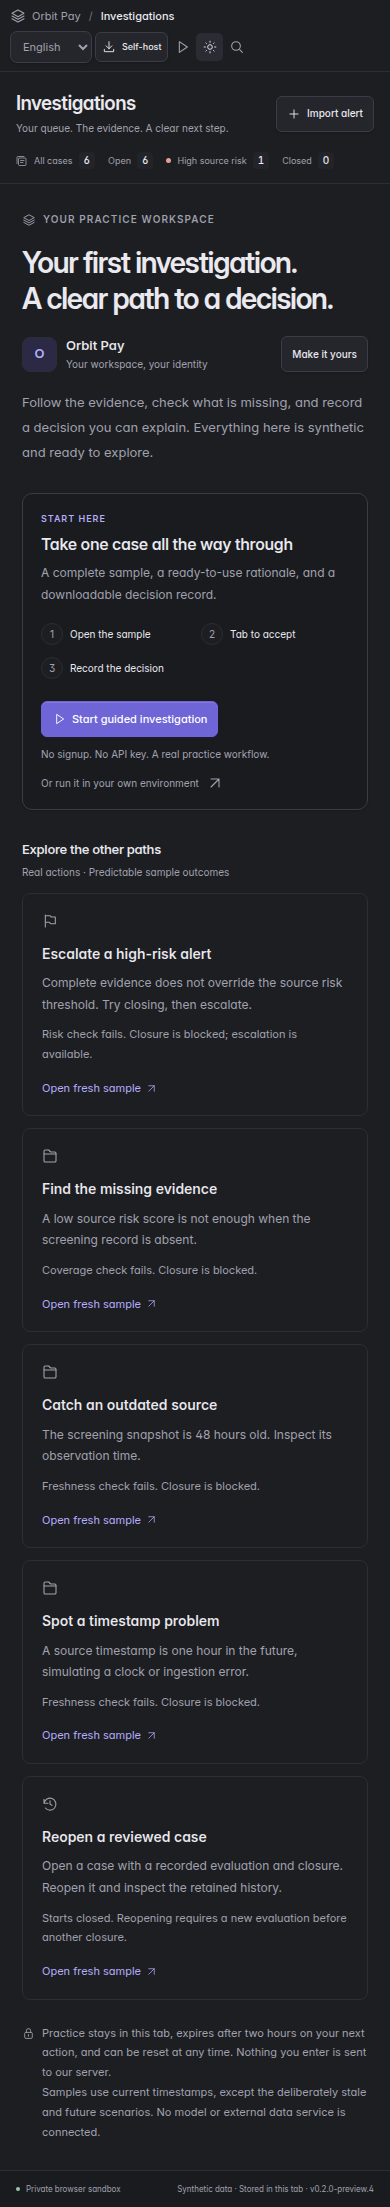 Orbit Pay / Investigations
English Self-host
Investigations
Your queue. The evidence. A clear next step.
Import alert
All cases 6 Open 6 High source risk 1 Closed 0
YOUR PRACTICE WORKSPACE
Your first investigation.
A clear path to a decision.
O
Orbit Pay
Your workspace, your identity
Make it yours
Follow the evidence, check what is missing, and record
a decision you can explain. Everything here is synthetic
and ready to explore.
START HERE
Take one case all the way through
A complete sample, a ready-to-use rationale, and a
downloadable decision record.
1 Open the sample 2 Tab to accept
3 Record the decision
Start guided investigation
No signup. No API key. A real practice workflow.
Or run it in your own environment
Explore the other paths
Real actions · Predictable sample outcomes
Escalate a high-risk alert
Complete evidence does not override the source risk
threshold. Try closing, then escalate.
Risk check fails. Closure is blocked; escalation is
available.
Open fresh sample
Find the missing evidence
A low source risk score is not enough when the
screening record is absent.
Coverage check fails. Closure is blocked.
Open fresh sample
Catch an outdated source
The screening snapshot is 48 hours old. Inspect its
observation time.
Freshness check fails. Closure is blocked.
Open fresh sample
Spot a timestamp problem
A source timestamp is one hour in the future,
simulating a clock or ingestion error.
Freshness check fails. Closure is blocked.
Open fresh sample
Reopen a reviewed case
Open a case with a recorded evaluation and closure.
Reopen it and inspect the retained history.
Starts closed. Reopening requires a new evaluation before
another closure.
Open fresh sample
Practice stays in this tab, expires after two hours on your next
action, and can be reset at any time. Nothing you enter is sent
to our server.
Samples use current timestamps, except the deliberately stale
and future scenarios. No model or external data service is
connected.
Private browser sandbox
Synthetic data · Stored in this tab · v0.2.0-preview.4